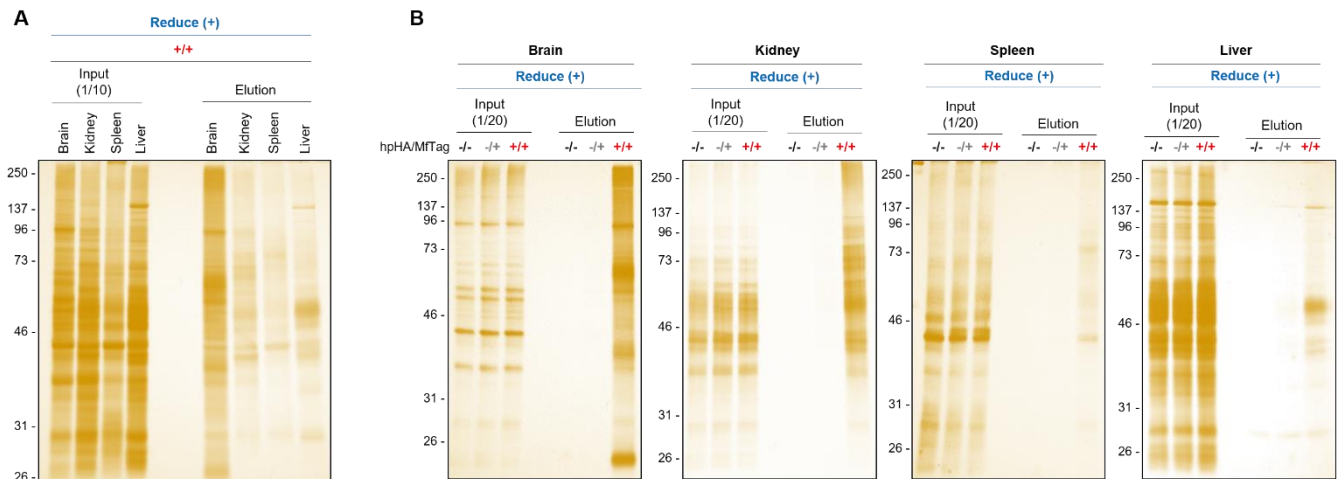 A
Reduce (+)
+/+
Input
(1/10)
Elution
Brain
Kidney
Spleen
Liver
Brain
Kidney
Spleen
Liver
250 -
137 -
96 -
73 -
46 -
31 -
26 -
B
Brain
Reduce (+)
Input
(1/20)
Elution
hpHA/MfTag
-/- -/+ +/+ -/- -/+ +/+
250 -
137 -
96 -
73 -
46 -
31 -
26 -
Kidney
Reduce (+)
Input
(1/20)
Elution
-/- -/+ +/+ -/- -/+ +/+
250 -
137 -
96 -
73 -
46 -
31 -
26 -
Spleen
Reduce (+)
Input
(1/20)
Elution
-/- -/+ +/+ -/- -/+ +/+
250 -
137 -
96 -
73 -
46 -
31 -
26 -
Liver
Reduce (+)
Input
(1/20)
Elution
-/- -/+ +/+ -/- -/+ +/+
250 -
137 -
96 -
73 -
46 -
31 -
26 -